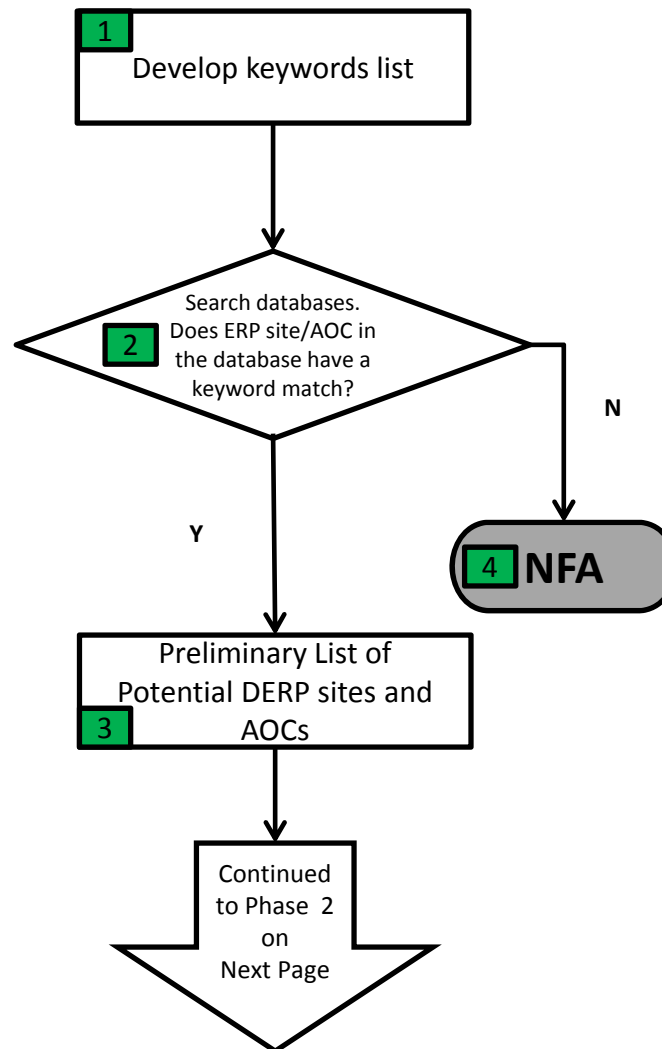 1
Develop keywords list
Search databases.
2
Does ERP site/AOC in
the database have a
keyword match?
N
Y
4
NFA
Preliminary List of
Potential DERP sites and
AOCs
3
Continued
to Phase 2
on
Next Page